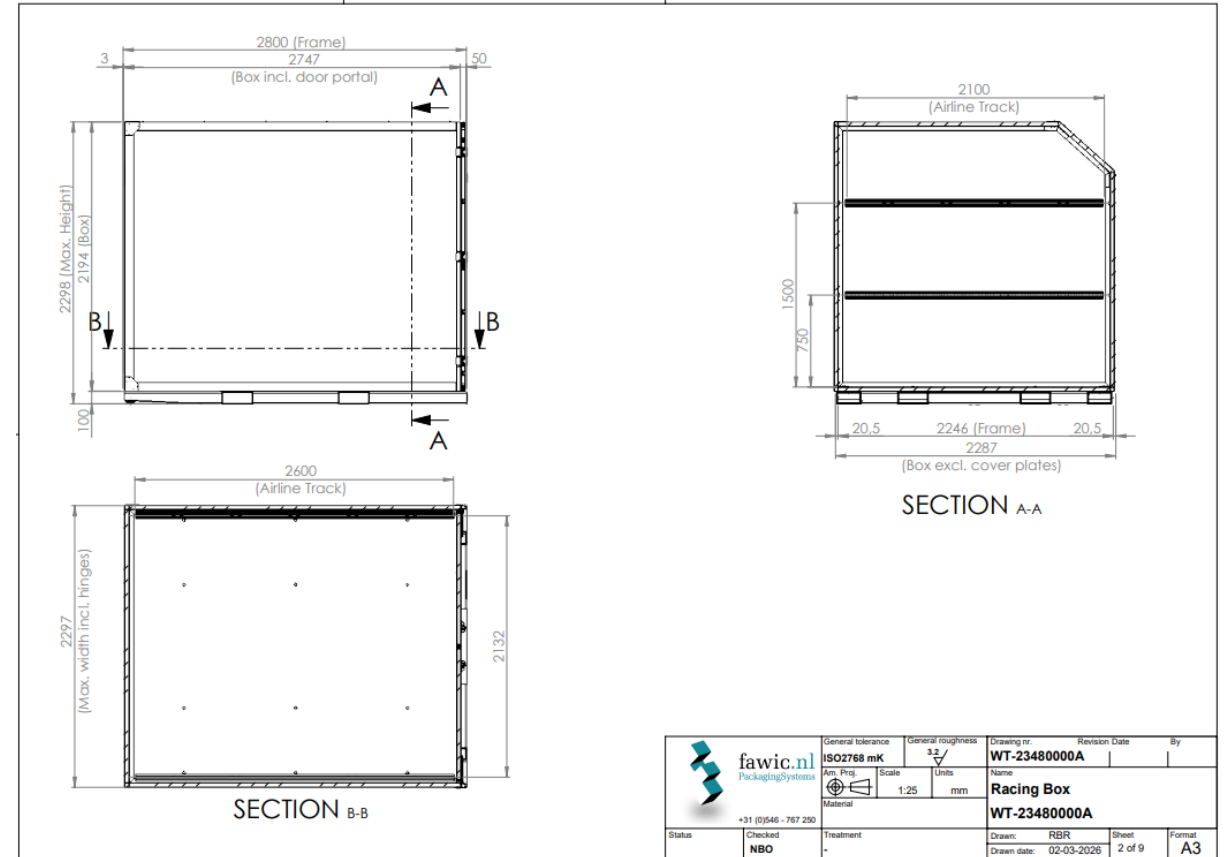 2800 (Frame)
3
2747
50
(Box incl. door portal)
A
2298 (Max. Height)
2194 (Box)
B
B
100
A
2100
(Airline Track)
1500
750
20,5
2246 (Frame)
20,5
2287
(Box excl. cover plates)
SECTION A-A
2600
(Airline Track)
2297
(Max. width incl. hinges)
2132
SECTION B-B
fawic.nl
PackagingSystems
+31 (0)546 - 767 250
General tolerance
ISO2768 mK
General roughness
3.2
Drawing nr.
Revision
Date
By
WT-23480000A
Am. Proj.
Scale
1:25
Units
mm
Name
Racing Box
WT-23480000A
Material
Status
Checked
NBO
Treatment
-
Drawn:
RBR
Drawn date:
02-03-2026
Sheet
2 of 9
Format
A3